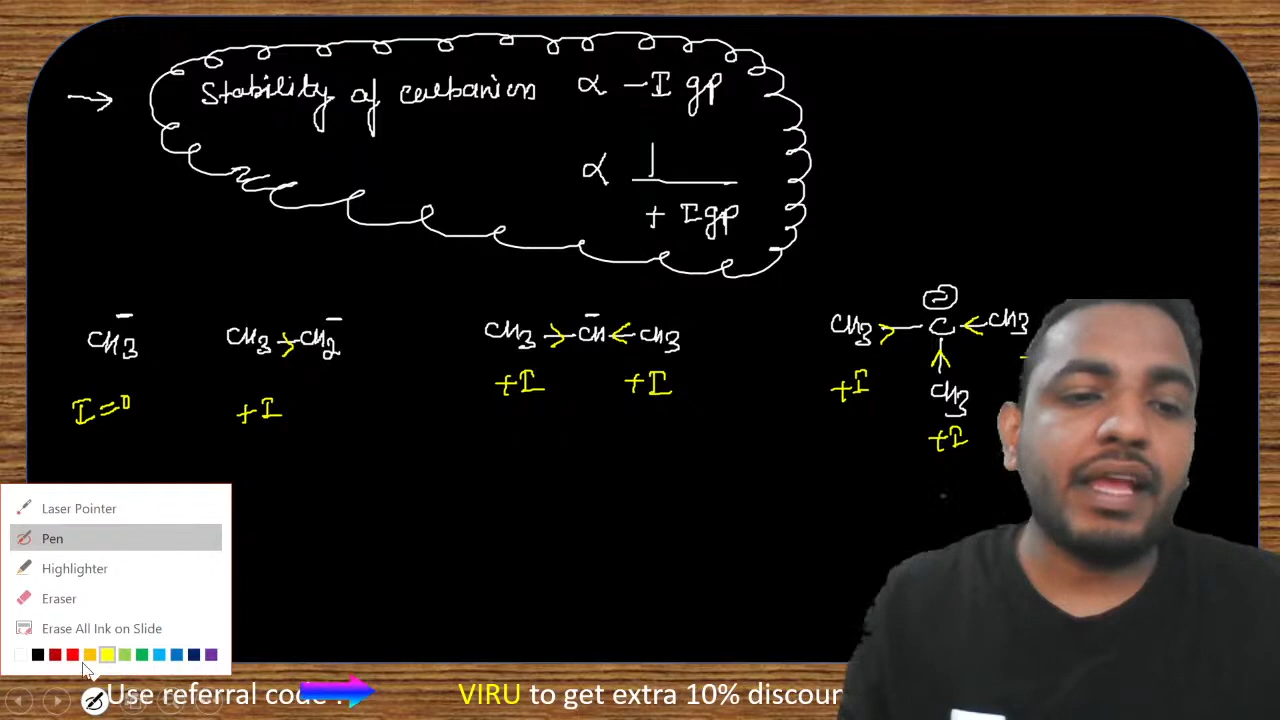 → Stability of carbanion α -I gp
α 1 / + I gp
CH3⁻ CH3 → CH2⁻ CH3 → CH⁻ ← CH3 CH3 → C⊖ ← CH3
CH3
I=0 +I +I +I +I
+I
Laser Pointer
Pen
Highlighter
Eraser
Erase All Ink on Slide
Use referral code :
VIRU to get extra 10% discoun